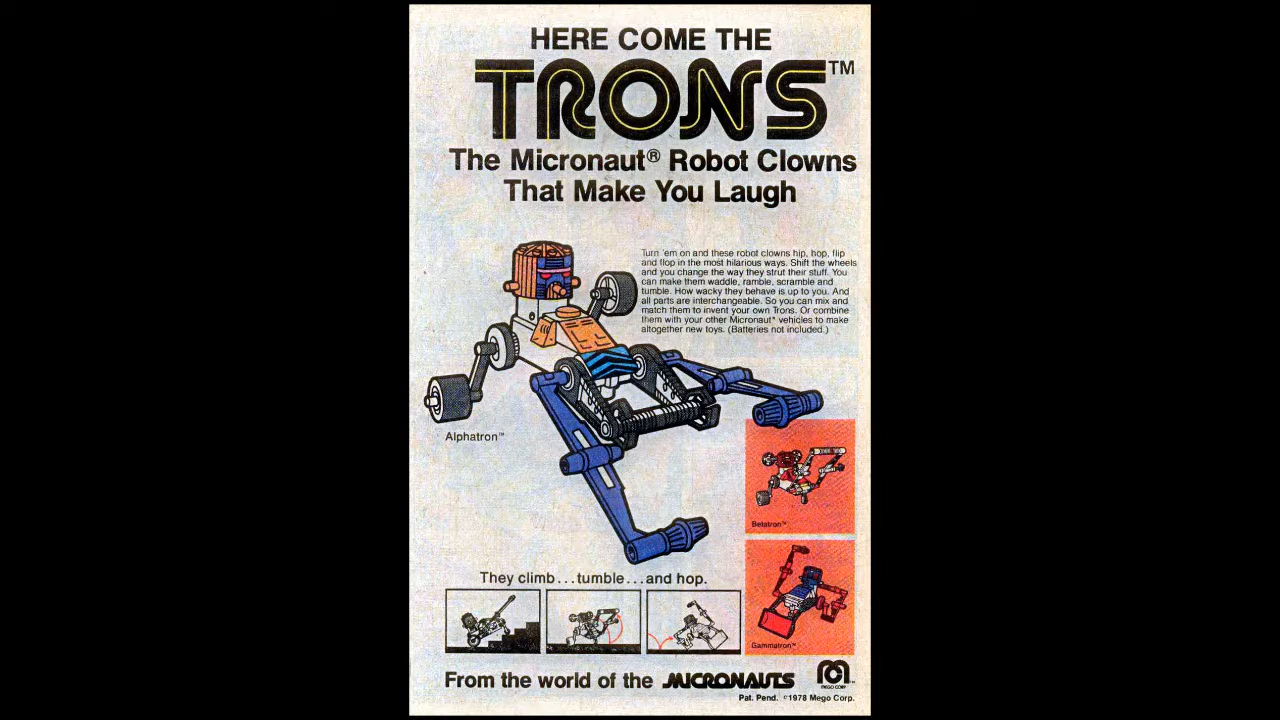 HERE COME THE
TRONS™
The Micronaut® Robot Clowns
That Make You Laugh
Turn 'em on and these robot clowns hip, hop, flip
and flop in the most hilarious ways. Shift the wheels
and you change the way they strut their stuff. You
can make them waddle, ramble, scramble and
tumble. How wacky they behave is up to you. And
all parts are interchangeable. So you can mix and
match them to invent your own Trons. Or combine
them with your other Micronaut® vehicles to make
altogether new toys. (Batteries not included.)
Alphatron™
Betatron™
Gammatron™
They climb...tumble...and hop.
From the world of the MICRONAUTS
MEGO CORP™
Pat. Pend. ©1978 Mego Corp.